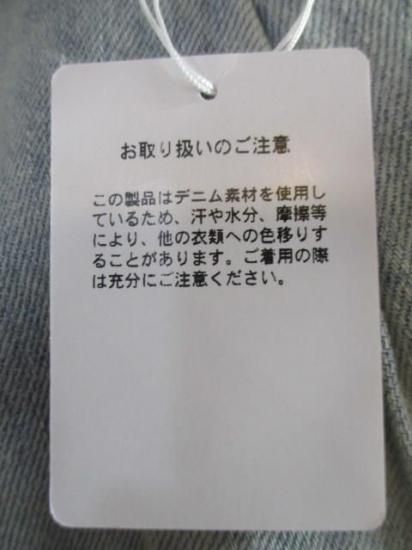 お取り扱いのご注意
この製品はデニム素材を使用し
ているため、汗や水分、摩擦等
により、他の衣類への色移りす
ることがあります。ご着用の際
は充分にご注意ください。